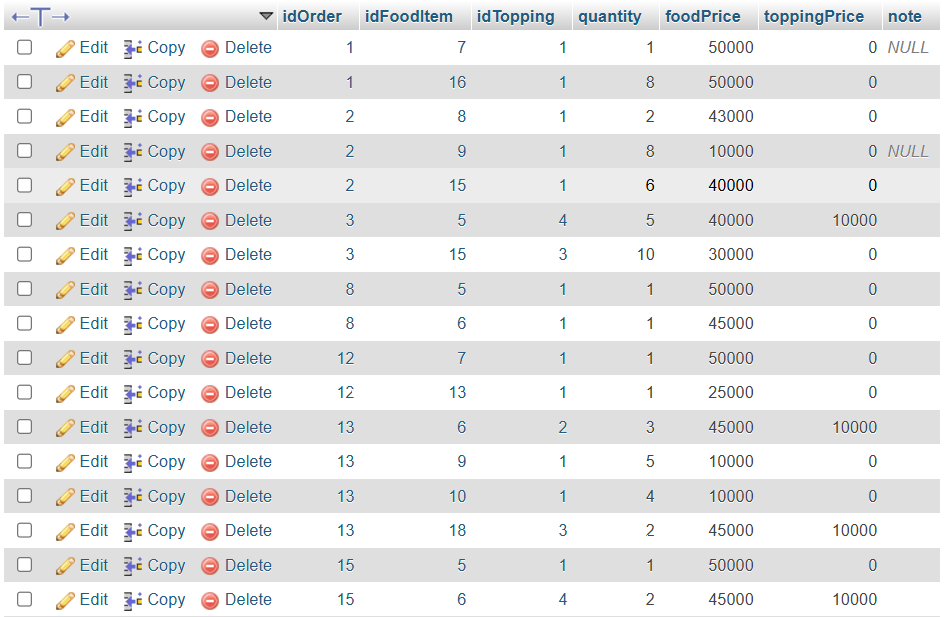 idOrder idFoodItem idTopping quantity foodPrice toppingPrice note
Edit Copy Delete 1 7 1 1 50000 0 NULL
Edit Copy Delete 1 16 1 8 50000 0
Edit Copy Delete 2 8 1 2 43000 0
Edit Copy Delete 2 9 1 8 10000 0 NULL
Edit Copy Delete 2 15 1 6 40000 0
Edit Copy Delete 3 5 4 5 40000 10000
Edit Copy Delete 3 15 3 10 30000 0
Edit Copy Delete 8 5 1 1 50000 0
Edit Copy Delete 8 6 1 1 45000 0
Edit Copy Delete 12 7 1 1 50000 0
Edit Copy Delete 12 13 1 1 25000 0
Edit Copy Delete 13 6 2 3 45000 10000
Edit Copy Delete 13 9 1 5 10000 0
Edit Copy Delete 13 10 1 4 10000 0
Edit Copy Delete 13 18 3 2 45000 10000
Edit Copy Delete 15 5 1 1 50000 0
Edit Copy Delete 15 6 4 2 45000 10000